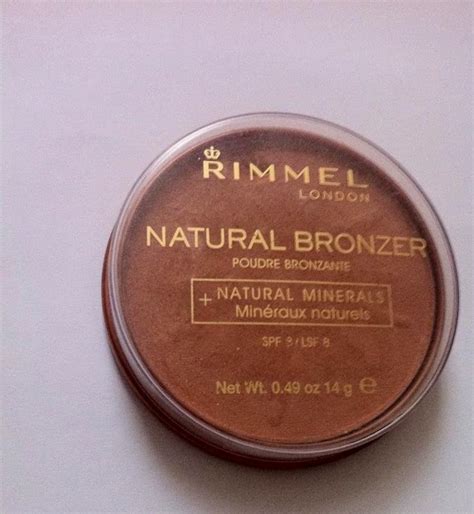 RIMMEL
LONDON
NATURAL BRONZER
POUDRE BRONZANTE
+ NATURAL MINERALS
Minéraux naturels
SPF 8 / LSF 8
Net Wt. 0.49 oz 14 g ℮